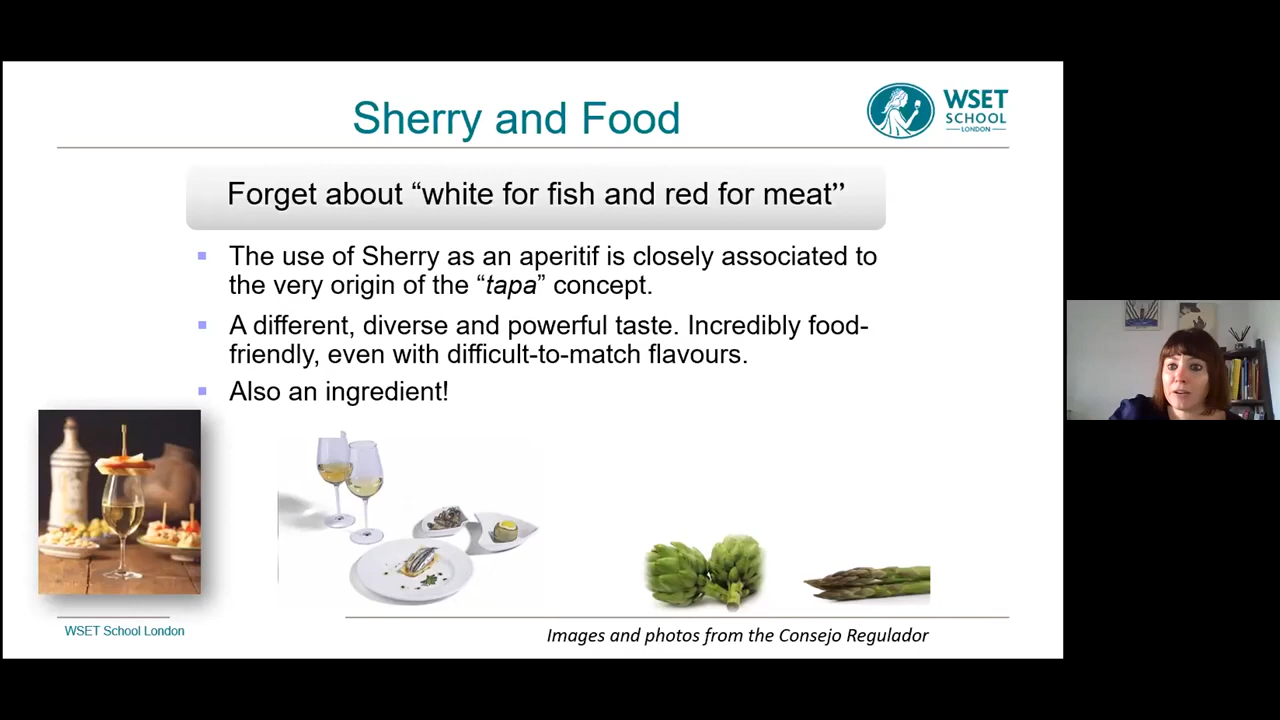 Sherry and Food
WSET
SCHOOL
LONDON
Forget about “white for fish and red for meat”
The use of Sherry as an aperitif is closely associated to
the very origin of the “tapa” concept.
A different, diverse and powerful taste. Incredibly food-
friendly, even with difficult-to-match flavours.
Also an ingredient!
WSET School London
Images and photos from the Consejo Regulador